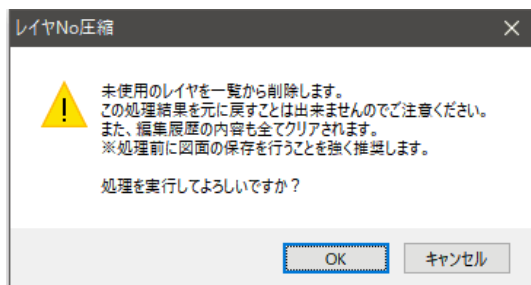 レイヤNo圧縮
未使用のレイヤを一覧から削除します。
この処理結果を元に戻すことは出来ませんのでご注意ください。
また、編集履歴の内容も全てクリアされます。
※処理前に図面の保存を行うことを強く推奨します。
処理を実行してよろしいですか？
OK
キャンセル